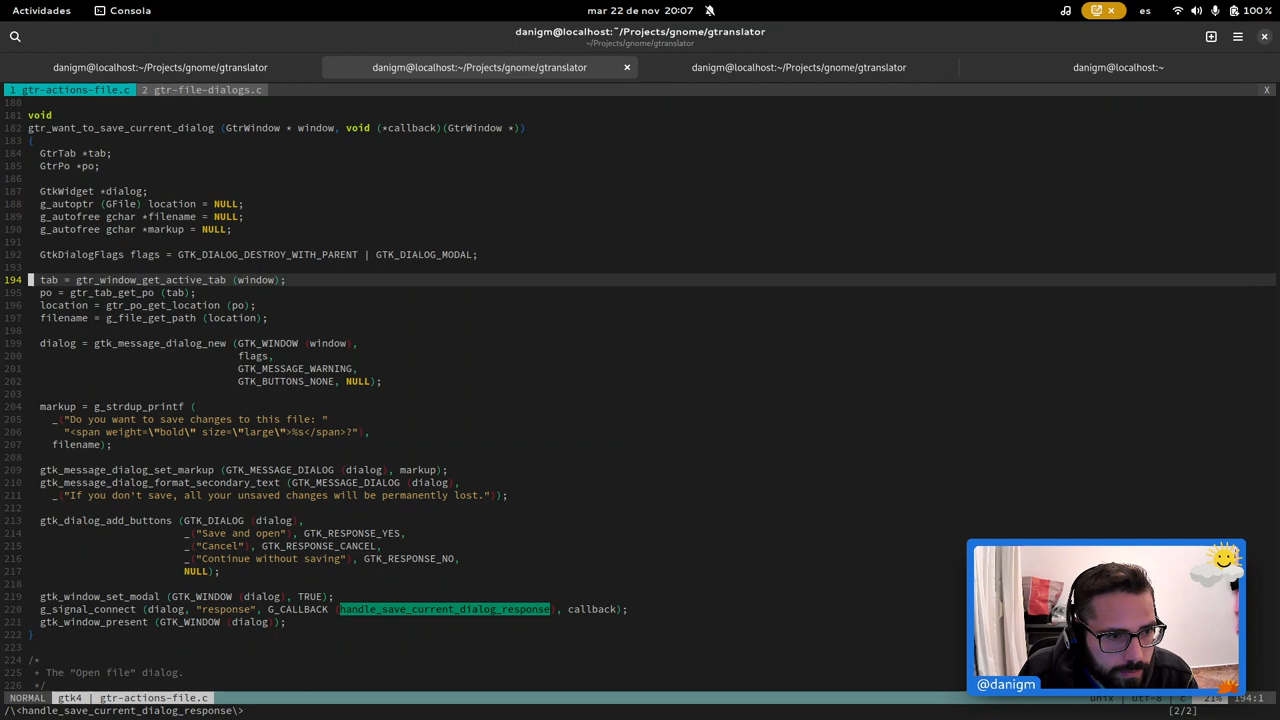 Actividades
Consola
mar 22 de nov 20:07
es
100 %
danigm@localhost:~/Projects/gnome/gtranslator
~/Projects/gnome/gtranslator
danigm@localhost:~/Projects/gnome/gtranslator
danigm@localhost:~/Projects/gnome/gtranslator
danigm@localhost:~/Projects/gnome/gtranslator
danigm@localhost:~
1 gtr-actions-file.c 2 gtr-file-dialogs.c X
180
181 void
182 gtr_want_to_save_current_dialog (GtrWindow * window, void (*callback)(GtrWindow *))
183 {
184 GtrTab *tab;
185 GtrPo *po;
186
187 GtkWidget *dialog;
188 g_autoptr (GFile) location = NULL;
189 g_autofree gchar *filename = NULL;
190 g_autofree gchar *markup = NULL;
191
192 GtkDialogFlags flags = GTK_DIALOG_DESTROY_WITH_PARENT | GTK_DIALOG_MODAL;
193
194 tab = gtr_window_get_active_tab (window);
195 po = gtr_tab_get_po (tab);
196 location = gtr_po_get_location (po);
197 filename = g_file_get_path (location);
198
199 dialog = gtk_message_dialog_new (GTK_WINDOW (window),
200 flags,
201 GTK_MESSAGE_WARNING,
202 GTK_BUTTONS_NONE, NULL);
203
204 markup = g_strdup_printf (
205 _("Do you want to save changes to this file: "
206 "<span weight=\"bold\" size=\"large\">%s</span>?"),
207 filename);
208
209 gtk_message_dialog_set_markup (GTK_MESSAGE_DIALOG (dialog), markup);
210 gtk_message_dialog_format_secondary_text (GTK_MESSAGE_DIALOG (dialog),
211 _("If you don't save, all your unsaved changes will be permanently lost."));
212
213 gtk_dialog_add_buttons (GTK_DIALOG (dialog),
214 _("Save and open"), GTK_RESPONSE_YES,
215 _("Cancel"), GTK_RESPONSE_CANCEL,
216 _("Continue without saving"), GTK_RESPONSE_NO,
217 NULL);
218
219 gtk_window_set_modal (GTK_WINDOW (dialog), TRUE);
220 g_signal_connect (dialog, "response", G_CALLBACK (handle_save_current_dialog_response), callback);
221 gtk_window_present (GTK_WINDOW (dialog));
222 }
223
224 /*
225 * The "Open file" dialog.
226 */
@danigm
NORMAL gtk4 | gtr-actions-file.c unix | utf-8 | c 21% 194:1
/\<handle_save_current_dialog_response\> [2/2]